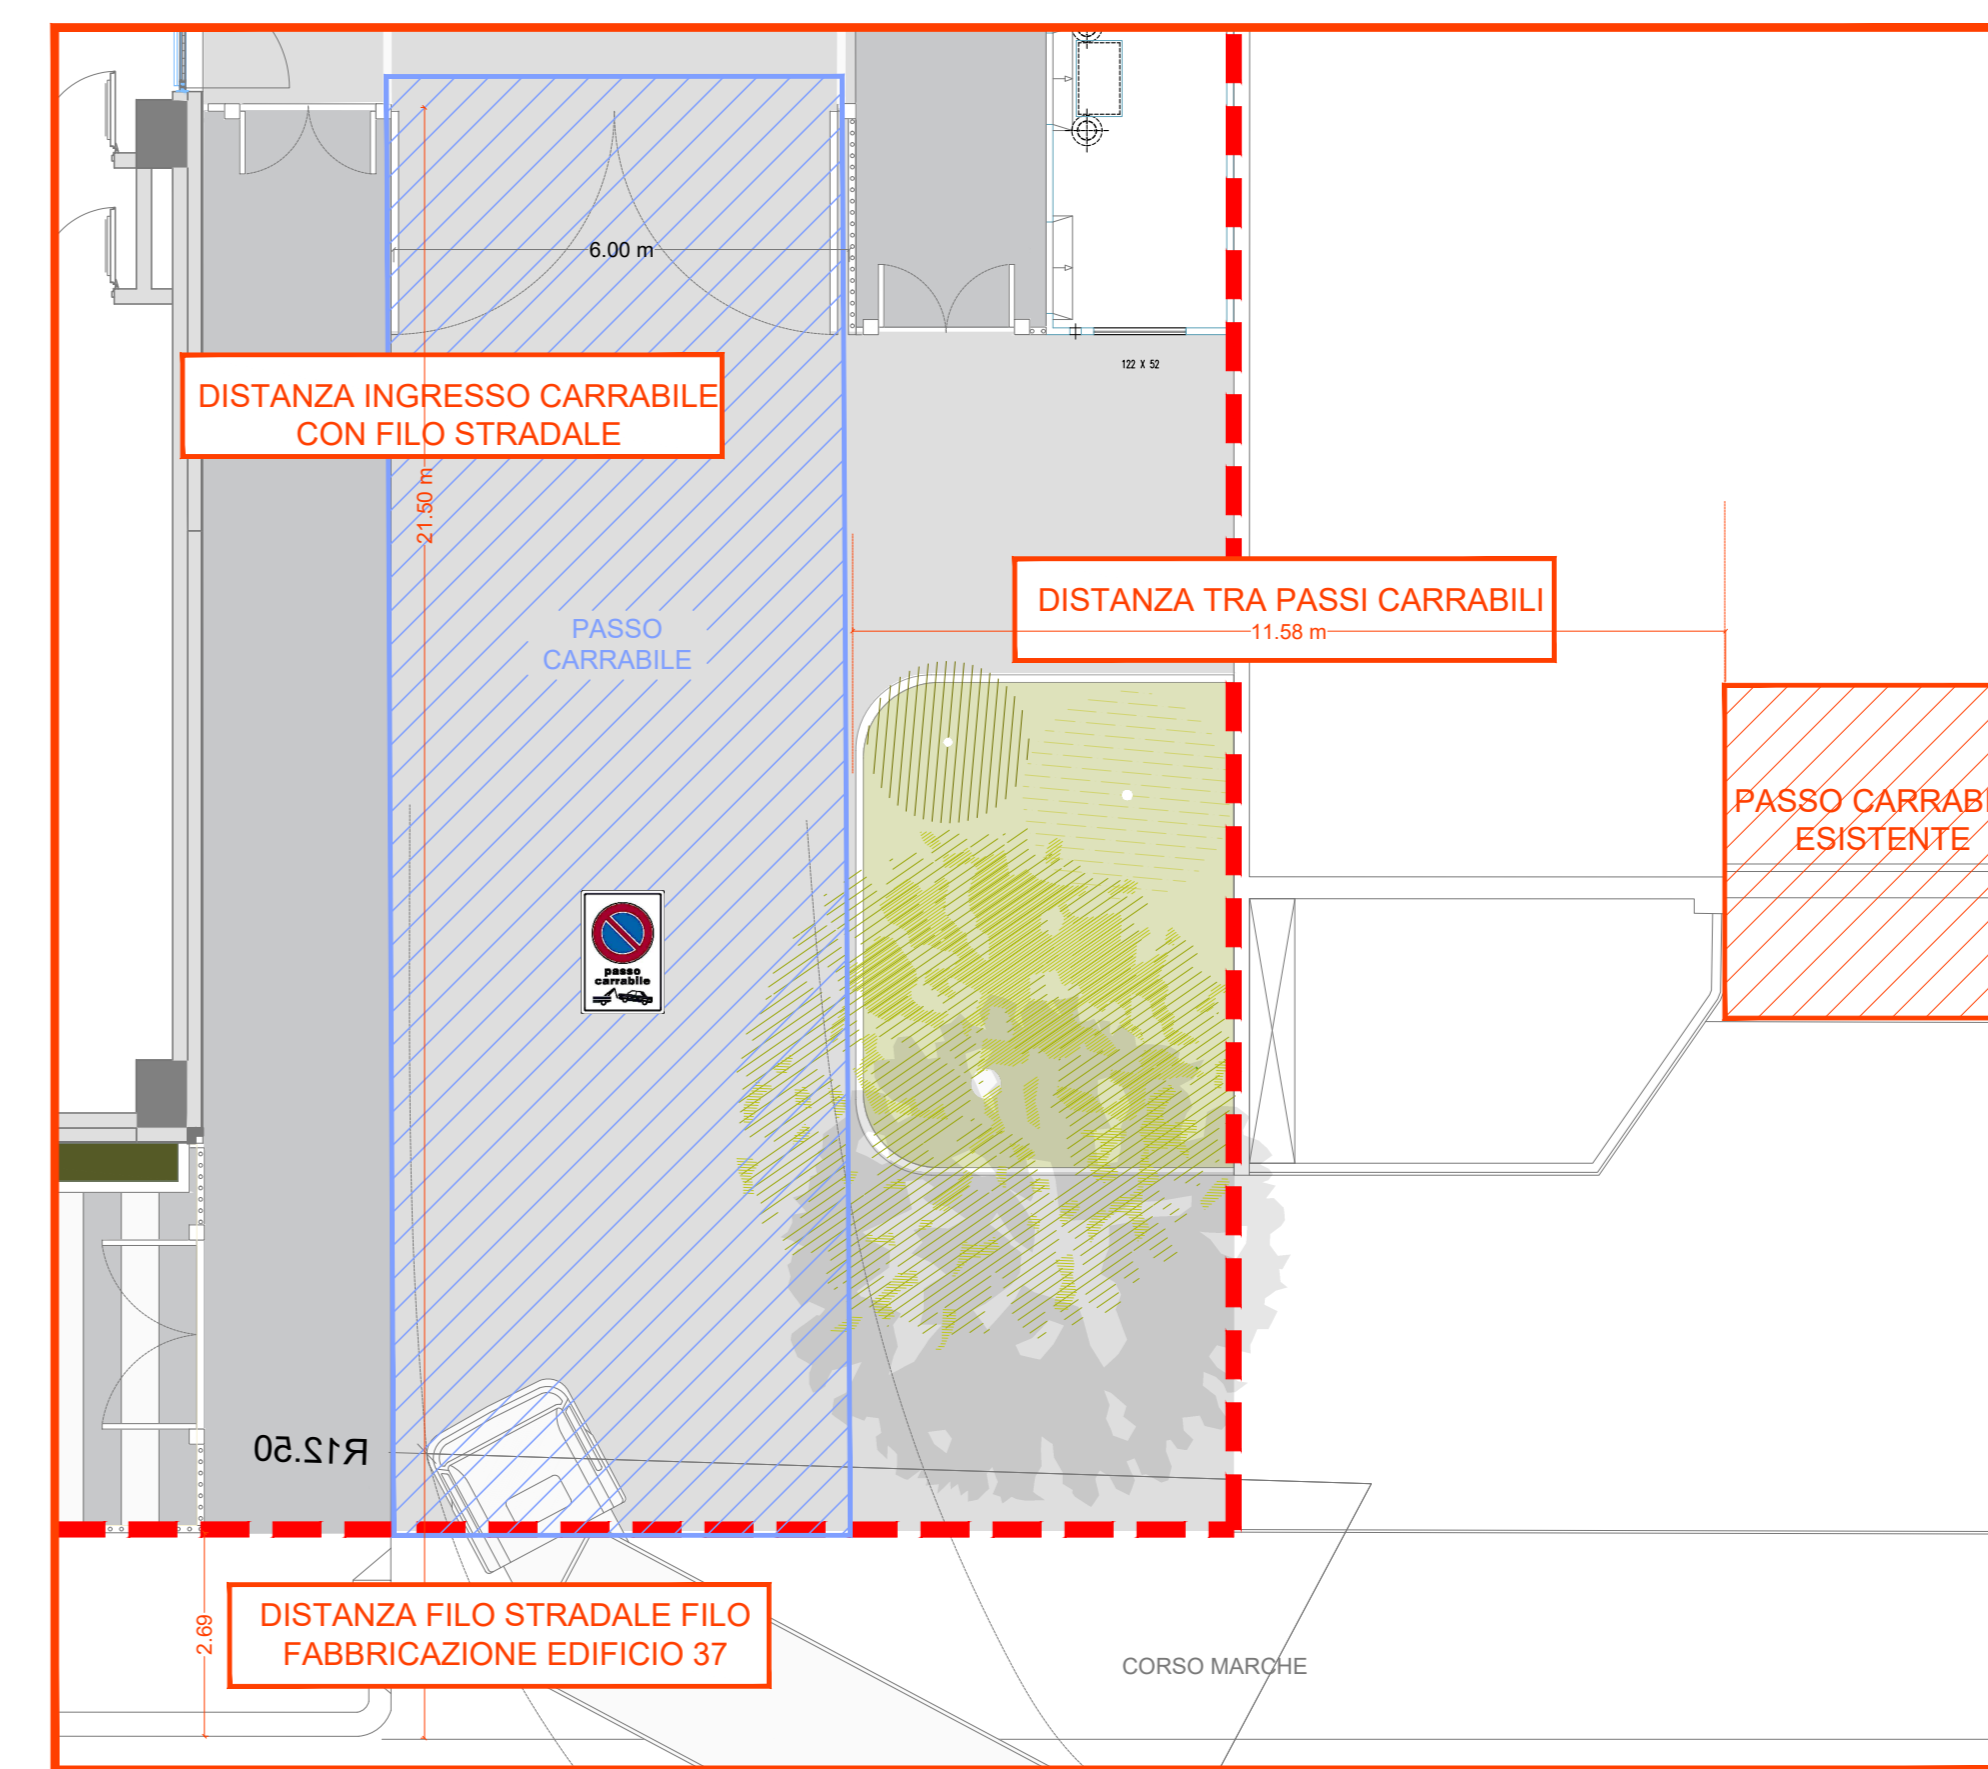 6.00 m
122 X 52
DISTANZA INGRESSO CARRABILE
CON FILO STRADALE
21.50 m
DISTANZA TRA PASSI CARRABILI
11.58 m
PASSO
CARRABILE
PASSO CARRABI
ESISTENTE
passo
carrabile
R12.50
DISTANZA FILO STRADALE FILO
FABBRICAZIONE EDIFICIO 37
2.69
CORSO MARCHE